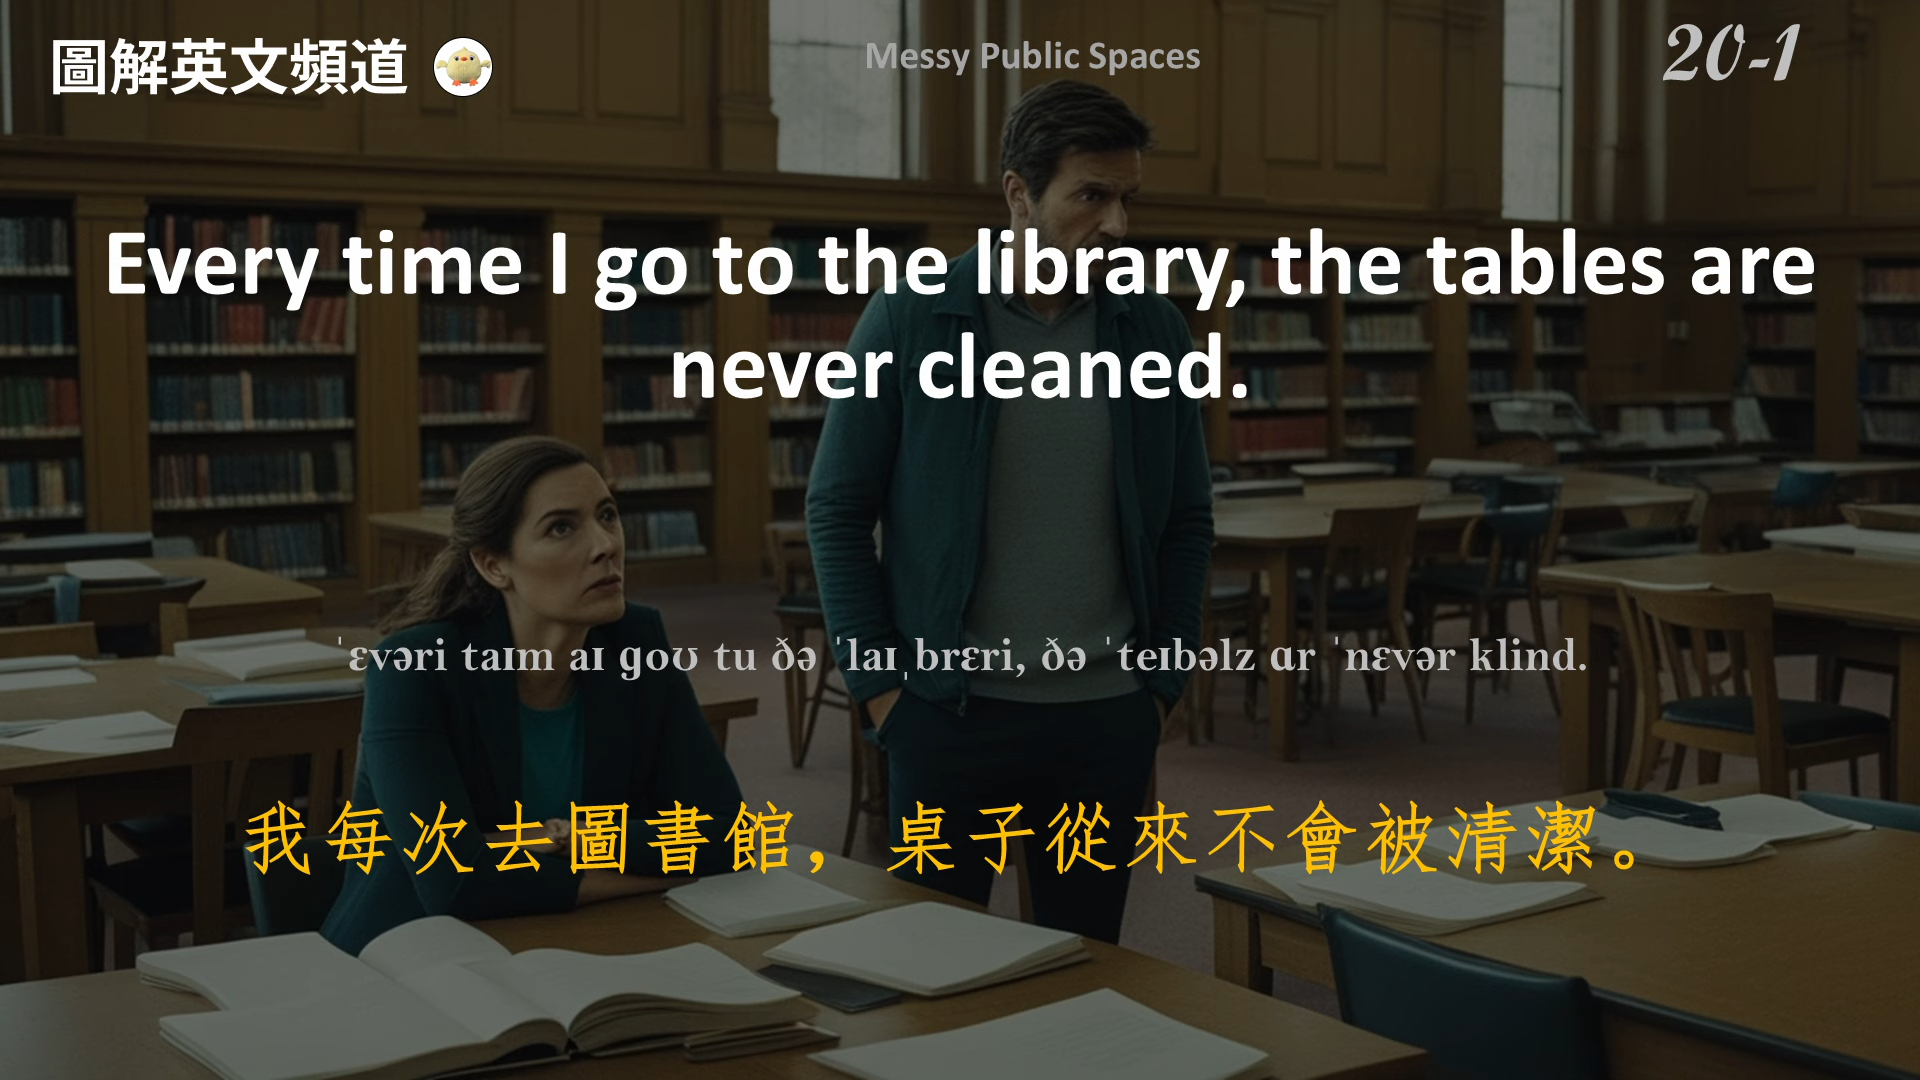 圖解英文頻道
Messy Public Spaces
20-1
Every time I go to the library, the tables are
never cleaned.
ˈɛvəri taɪm aɪ ɡoʊ tu ðə ˈlaɪˌbrɛri, ðə ˈteɪbəlz ɑr ˈnɛvər klind.
我每次去圖書館，桌子從來不會被清潔。